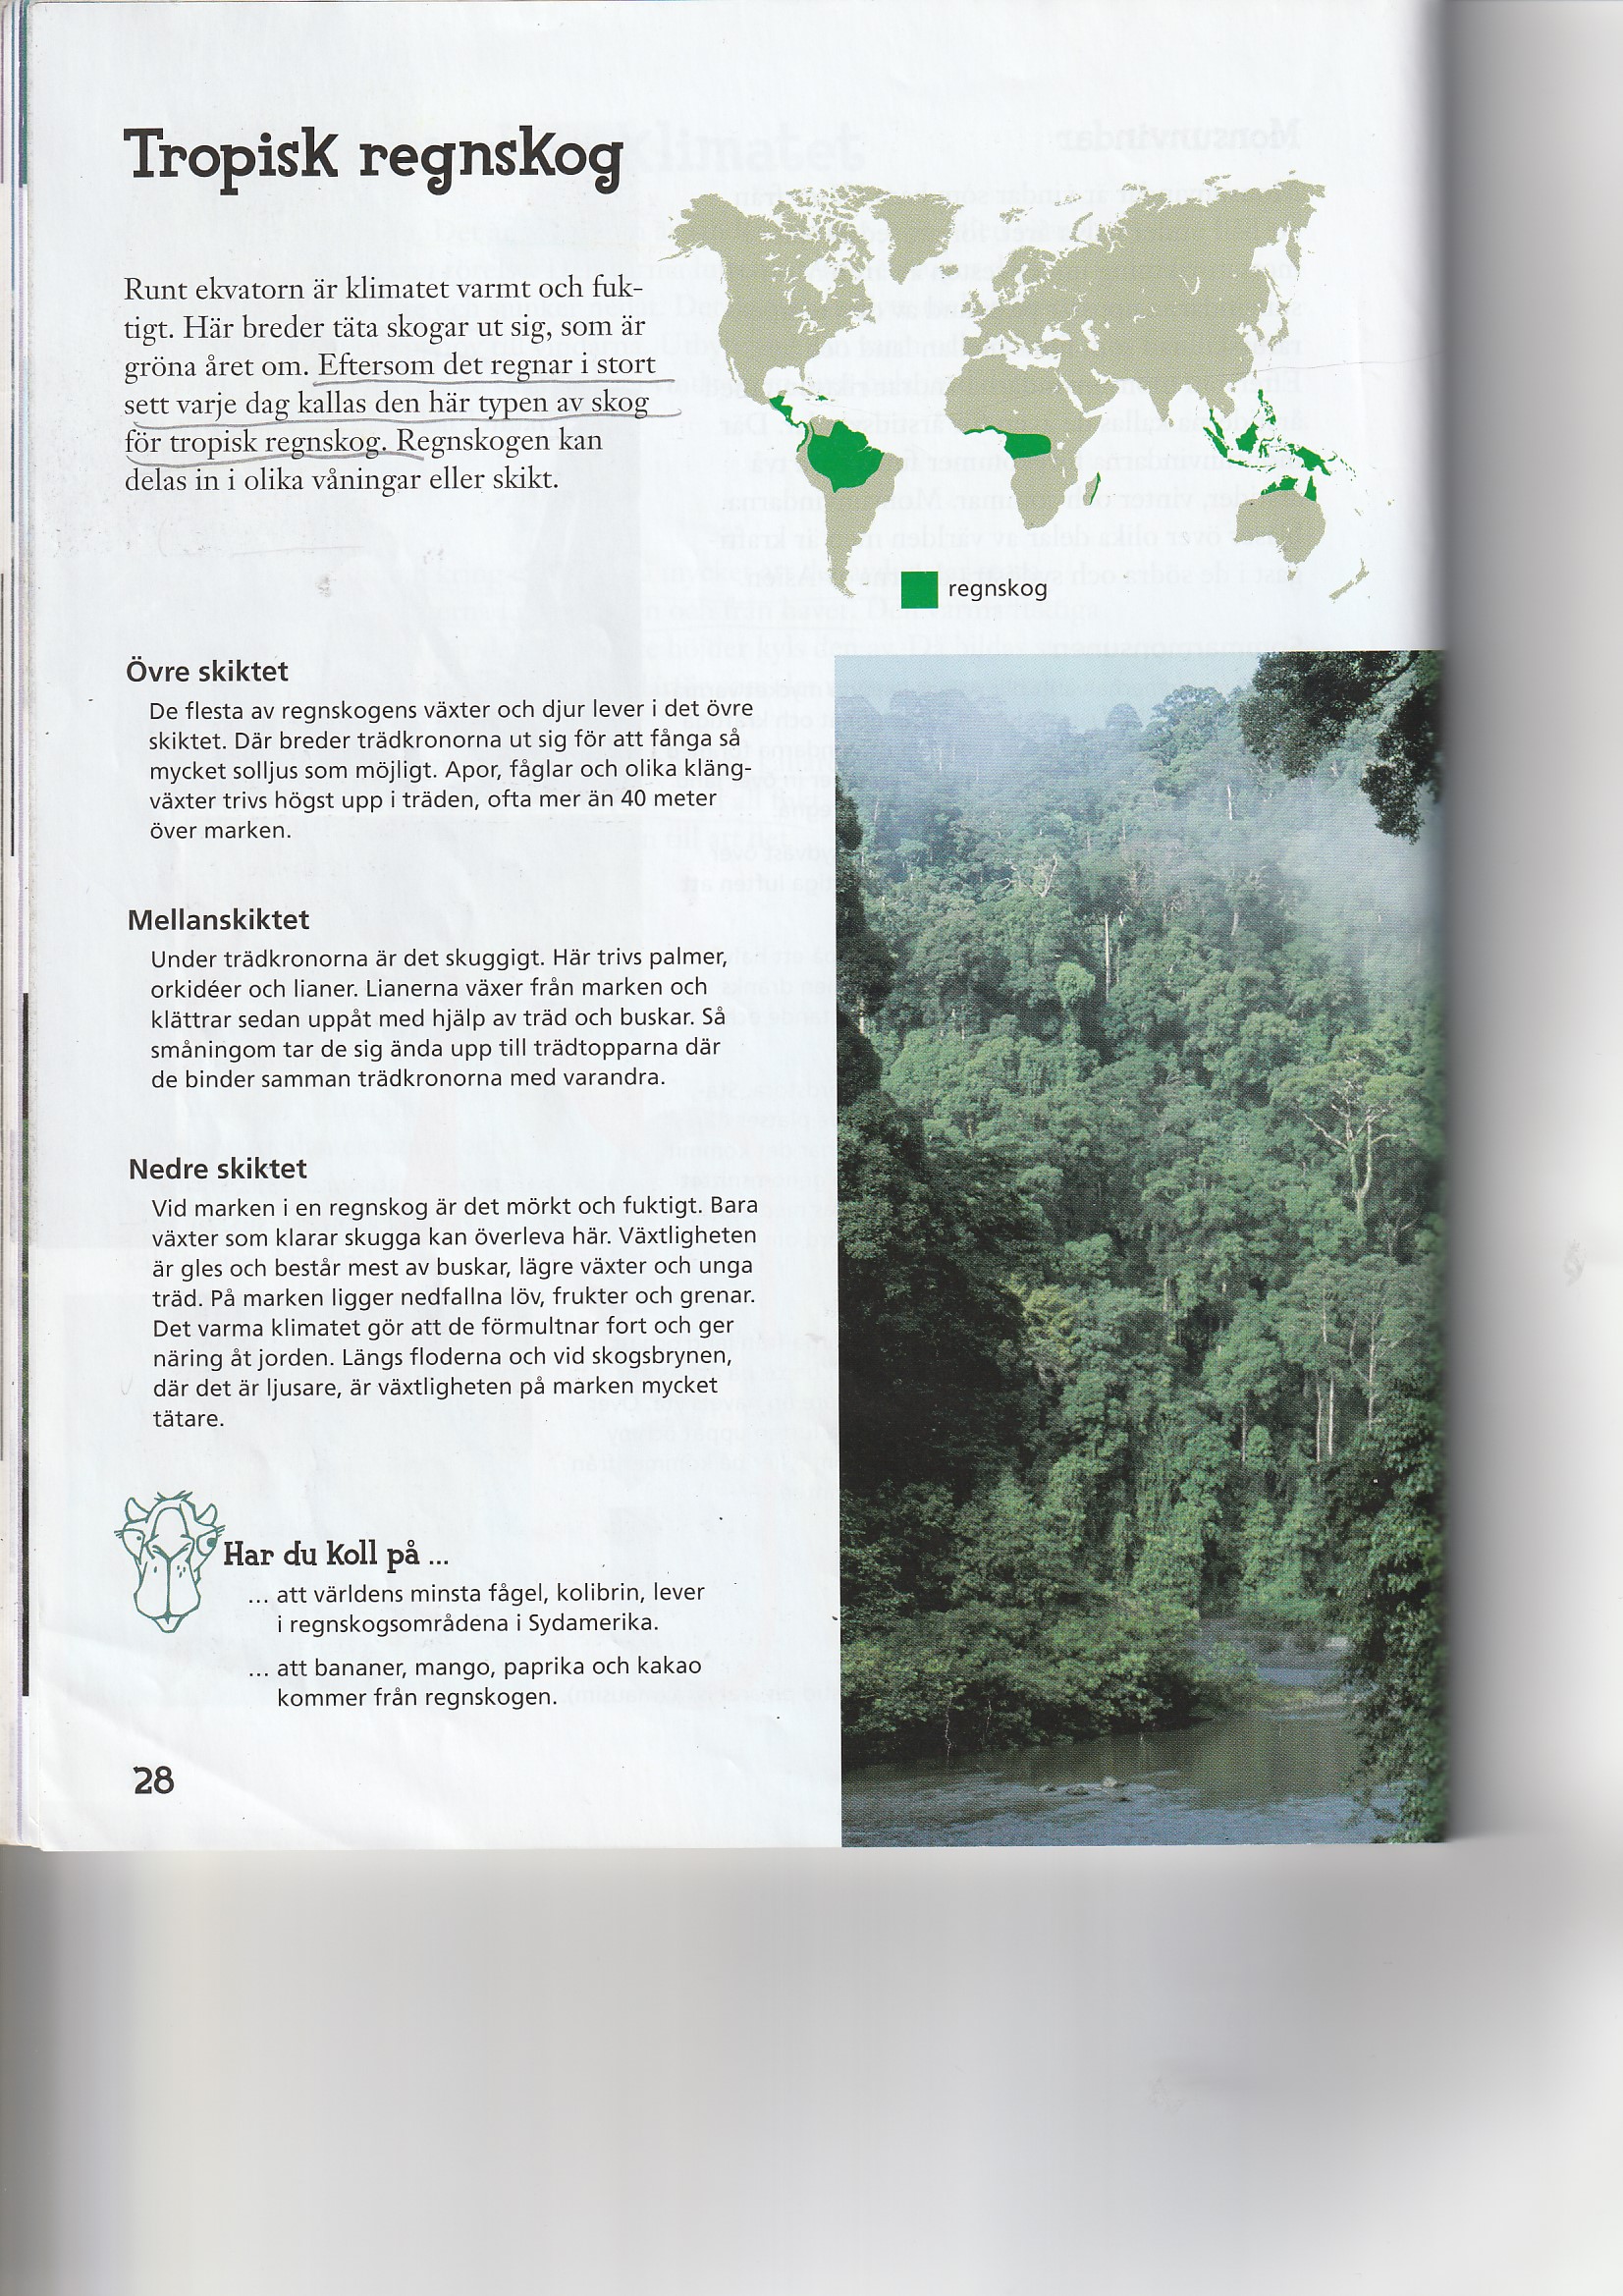 Tropisk regnskog
Runt ekvatorn är klimatet varmt och fuk-
tigt. Här breder täta skogar ut sig, som är
gröna året om. Eftersom det regnar i stort
sett varje dag kallas den här typen av skog
för tropisk regnskog. Regnskogen kan
delas in i olika våningar eller skikt.
regnskog
Övre skiktet
De flesta av regnskogens växter och djur lever i det övre
skiktet. Där breder trädkronorna ut sig för att fånga så
mycket solljus som möjligt. Apor, fåglar och olika kläng-
växter trivs högst upp i träden, ofta mer än 40 meter
över marken.
Mellanskiktet
Under trädkronorna är det skuggigt. Här trivs palmer,
orkidéer och lianer. Lianerna växer från marken och
klättrar sedan uppåt med hjälp av träd och buskar. Så
småningom tar de sig ända upp till trädtopparna där
de binder samman trädkronorna med varandra.
Nedre skiktet
Vid marken i en regnskog är det mörkt och fuktigt. Bara
växter som klarar skugga kan överleva här. Växtligheten
är gles och består mest av buskar, lägre växter och unga
träd. På marken ligger nedfallna löv, frukter och grenar.
Det varma klimatet gör att de förmultnar fort och ger
näring åt jorden. Längs floderna och vid skogsbrynen,
där det är ljusare, är växtligheten på marken mycket
tätare.
Har du koll på ...
... att världens minsta fågel, kolibrin, lever
i regnskogsområdena i Sydamerika.
... att bananer, mango, paprika och kakao
kommer från regnskogen.
28